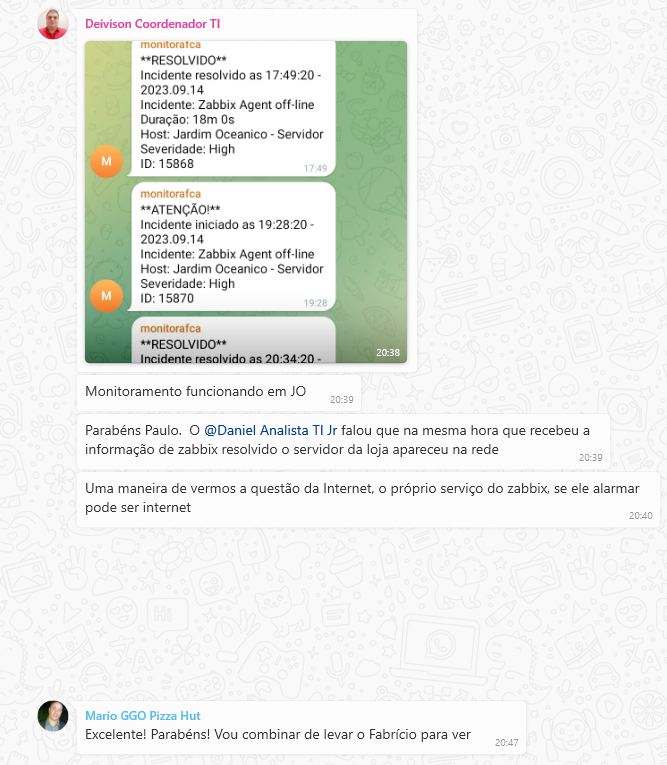 Deivison Coordenador TI
monitorafca
**RESOLVIDO**
Incidente resolvido as 17:49:20 -
2023.09.14
Incidente: Zabbix Agent off-line
Duração: 18m 0s
Host: Jardim Oceanico - Servidor
Severidade: High
ID: 15868
17:49
M
monitorafca
**ATENÇÃO!**
Incidente iniciado as 19:28:20 -
2023.09.14
Incidente: Zabbix Agent off-line
Host: Jardim Oceanico - Servidor
Severidade: High
ID: 15870
19:28
M
monitorafca
**RESOLVIDO**
Incidente resolvido as 20:34:20 -
20:38
Monitoramento funcionando em JO
20:39
Parabéns Paulo. O @Daniel Analista TI Jr falou que na mesma hora que recebeu a
informação de zabbix resolvido o servidor da loja apareceu na rede
20:39
Uma maneira de vermos a questão da Internet, o próprio serviço do zabbix, se ele alarmar
pode ser internet
20:40
Mario GGO Pizza Hut
Excelente! Parabéns! Vou combinar de levar o Fabrício para ver
20:47